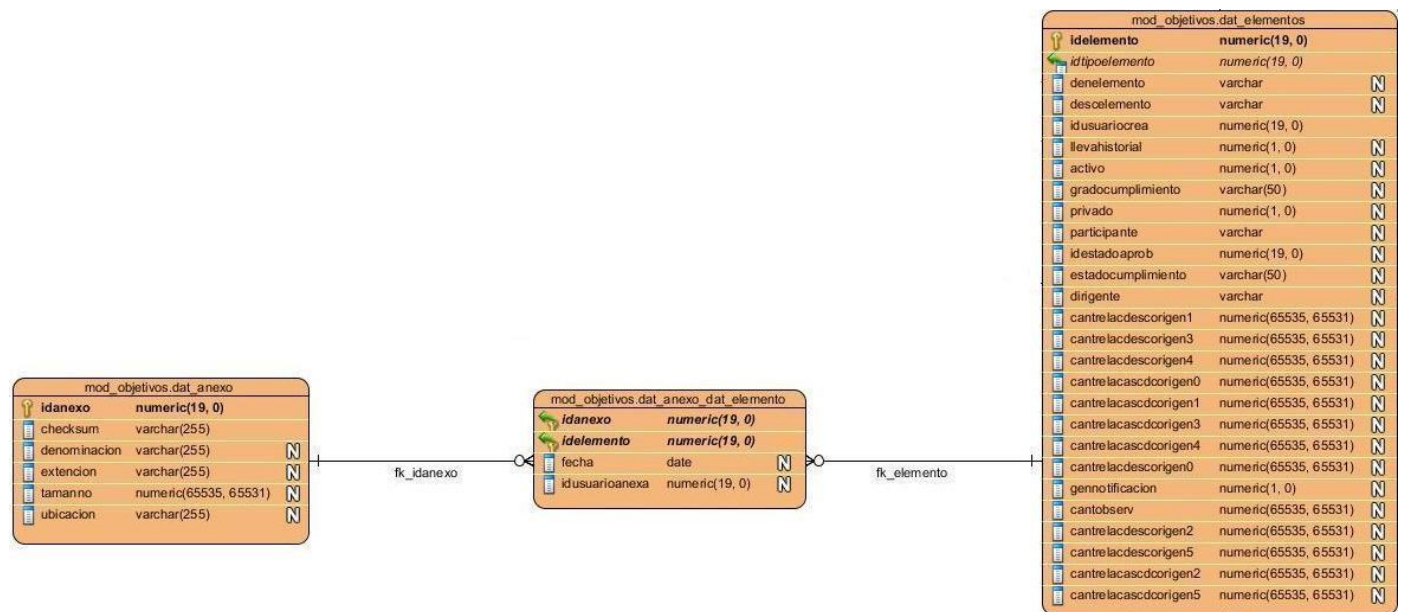 mod_objetivos.dat_anexo
idanexo numeric(19, 0)
checksum varchar(255)
denominacion varchar(255) N
extencion varchar(255) N
tamanno numeric(65535, 65531) N
ubicacion varchar(255) N
fk_idanexo
mod_objetivos.dat_anexo_dat_elemento
idanexo numeric(19, 0)
idelemento numeric(19, 0)
fecha date N
idusuarioanexa numeric(19, 0) N
fk_elemento
mod_objetivos.dat_elementos
idelemento numeric(19, 0)
idtipoelemento numeric(19, 0)
denelemento varchar N
descelemento varchar N
idusuariocrea numeric(19, 0)
llevahistorial numeric(1, 0) N
activo numeric(1, 0) N
gradocumplimiento varchar(50) N
privado numeric(1, 0) N
participante varchar N
idestadoaprob numeric(19, 0) N
estadocumplimiento varchar(50) N
dirigente varchar N
cantrelacdescorigen1 numeric(65535, 65531) N
cantrelacdescorigen3 numeric(65535, 65531) N
cantrelacdescorigen4 numeric(65535, 65531) N
cantrelacascdcorigen0 numeric(65535, 65531) N
cantrelacascdcorigen1 numeric(65535, 65531) N
cantrelacascdcorigen3 numeric(65535, 65531) N
cantrelacascdcorigen4 numeric(65535, 65531) N
cantrelacdescorigen0 numeric(65535, 65531) N
gennotificacion numeric(1, 0) N
cantobserv numeric(65535, 65531) N
cantrelacdescorigen2 numeric(65535, 65531) N
cantrelacdescorigen5 numeric(65535, 65531) N
cantrelacascdcorigen2 numeric(65535, 65531) N
cantrelacascdcorigen5 numeric(65535, 65531) N